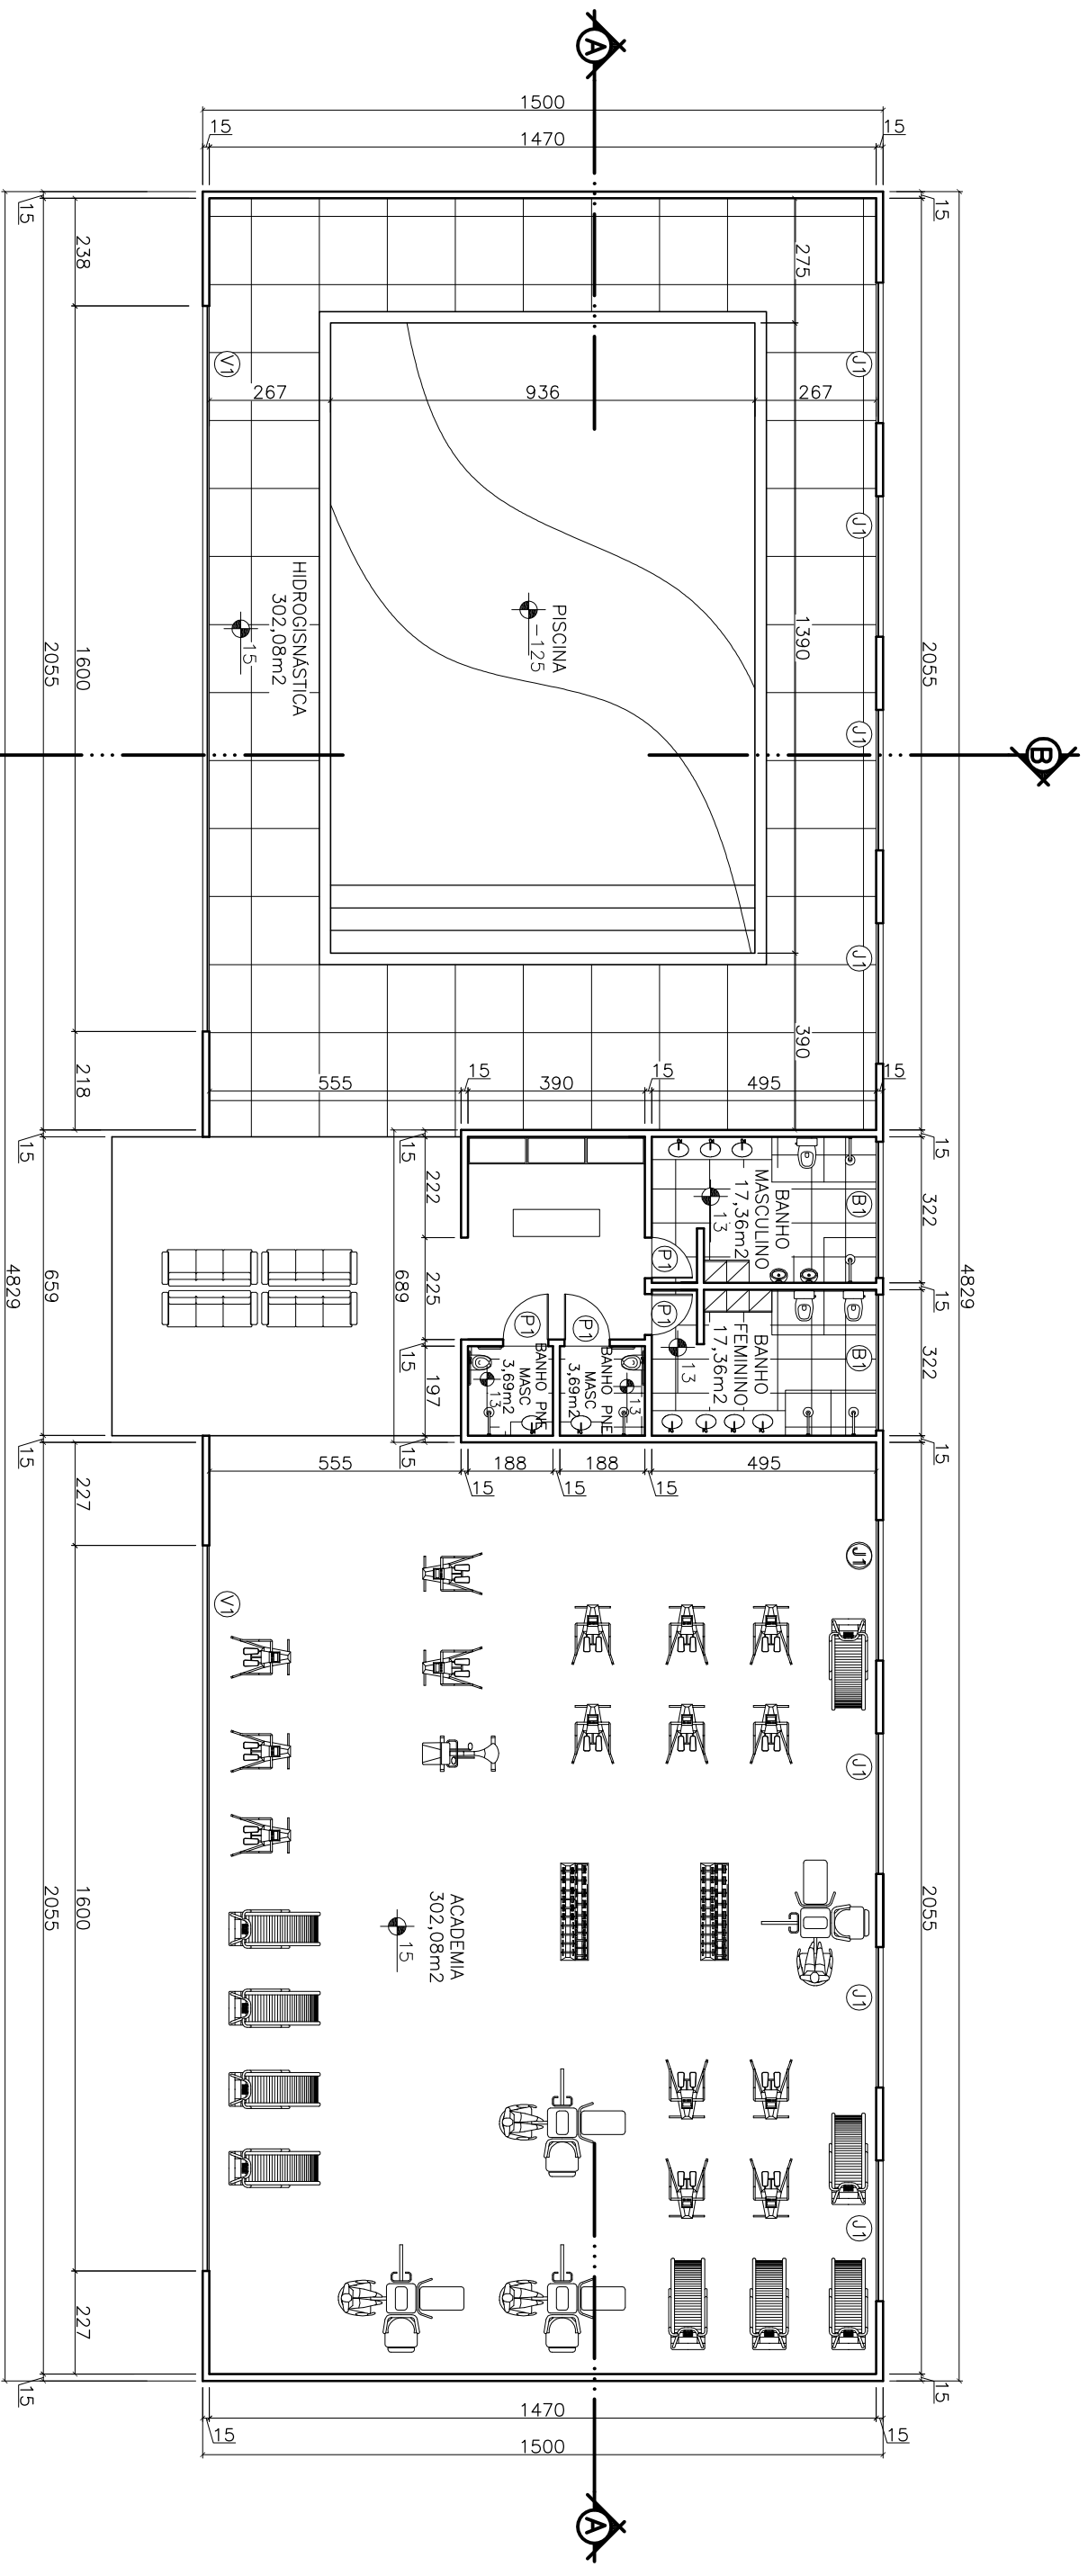 A
1500
15
1470
15
15
15
238
275
J1
V1
267
936
267
J1
HIDROGISNÁSTICA
302,08m2
15
PISCINA
-125
1390
2055
1600
2055
J1
B
J1
390
218
555
15
390
15
495
15
15
15
15
222
322
BANHO
MASCULINO
17,36m2
13
B1
P1
4829
659
4829
689
225
15
P1
P1
P1
BANHO
FEMININO
17,36m2
13
B1
322
15
197
BANHO PNE
MASC
3,69m2
13
BANHO PNE
MASC
3,69m2
13
15
15
15
555
188
188
495
15
15
15
227
J1
V1
J1
ACADEMIA
302,08m2
15
1600
2055
2055
J1
J1
227
15
15
1470
15
15
1500
A